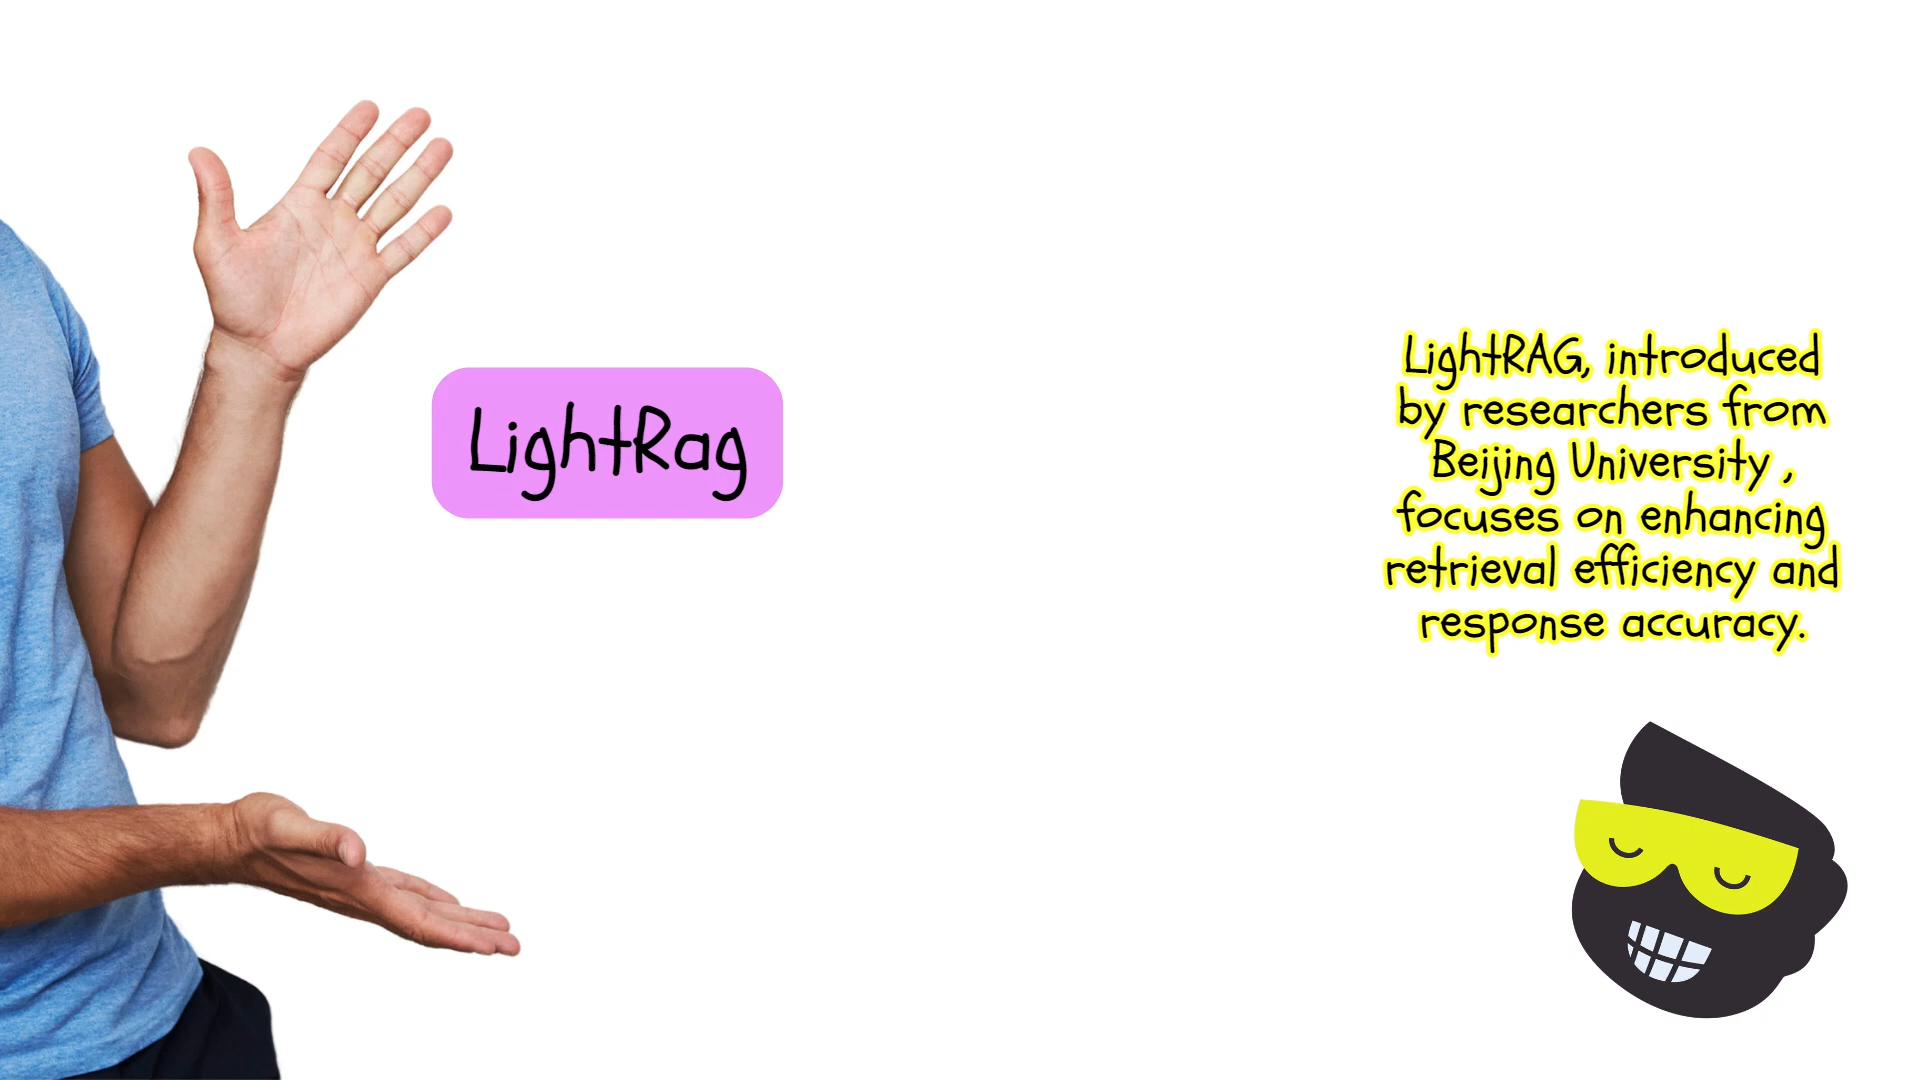 LightRag
LightRAG, introduced
by researchers from
Beijing University ,
focuses on enhancing
retrieval efficiency and
response accuracy.